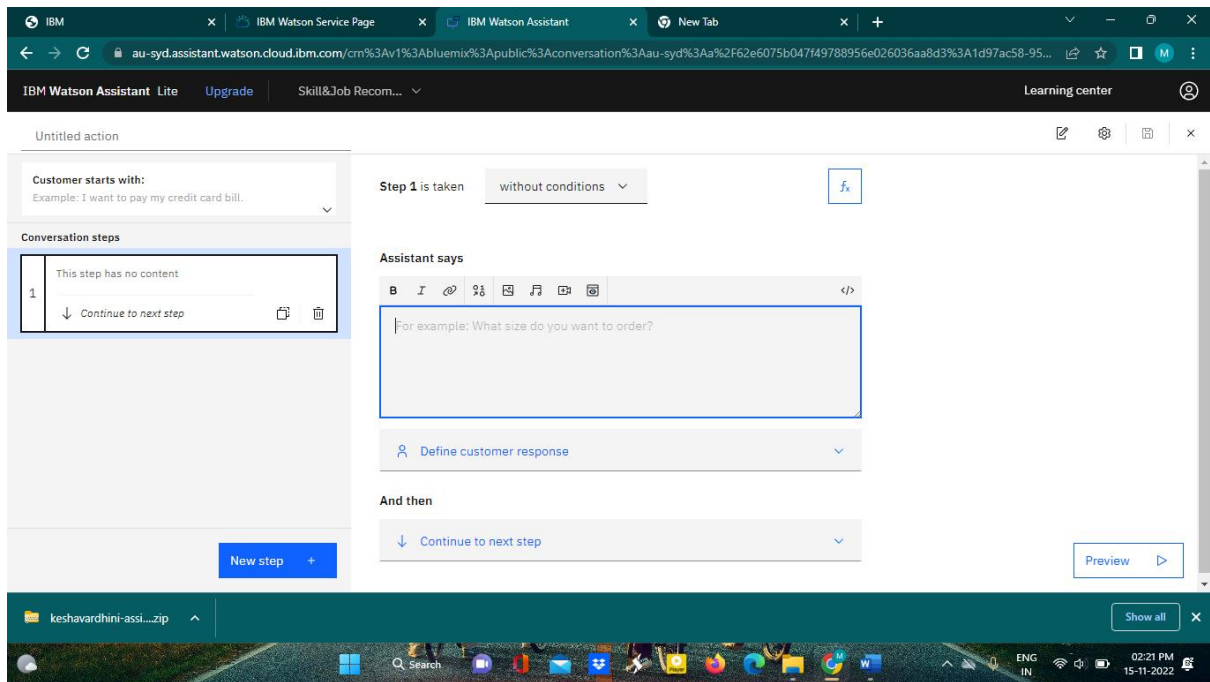 IBM
IBM Watson Service Page
IBM Watson Assistant
New Tab
au-syd.assistant.watson.cloud.ibm.com/crn%3Av1%3Abluemix%3Apublic%3Aconversation%3Aau-syd%3Aa%2F62e6075b047f49788956e026036aa8d3%3A1d97ac58-95...
M
IBM Watson Assistant Lite
Upgrade
Skill&Job Recom...
Learning center
Untitled action
Customer starts with:
Example: I want to pay my credit card bill.
Conversation steps
1
This step has no content
Continue to next step
New step +
Step 1 is taken
without conditions
fx
Assistant says
B I </>
For example: What size do you want to order?
Define customer response
And then
Continue to next step
Preview
keshavardhini-assi....zip
Show all
Search
ENG
IN
02:21 PM
15-11-2022